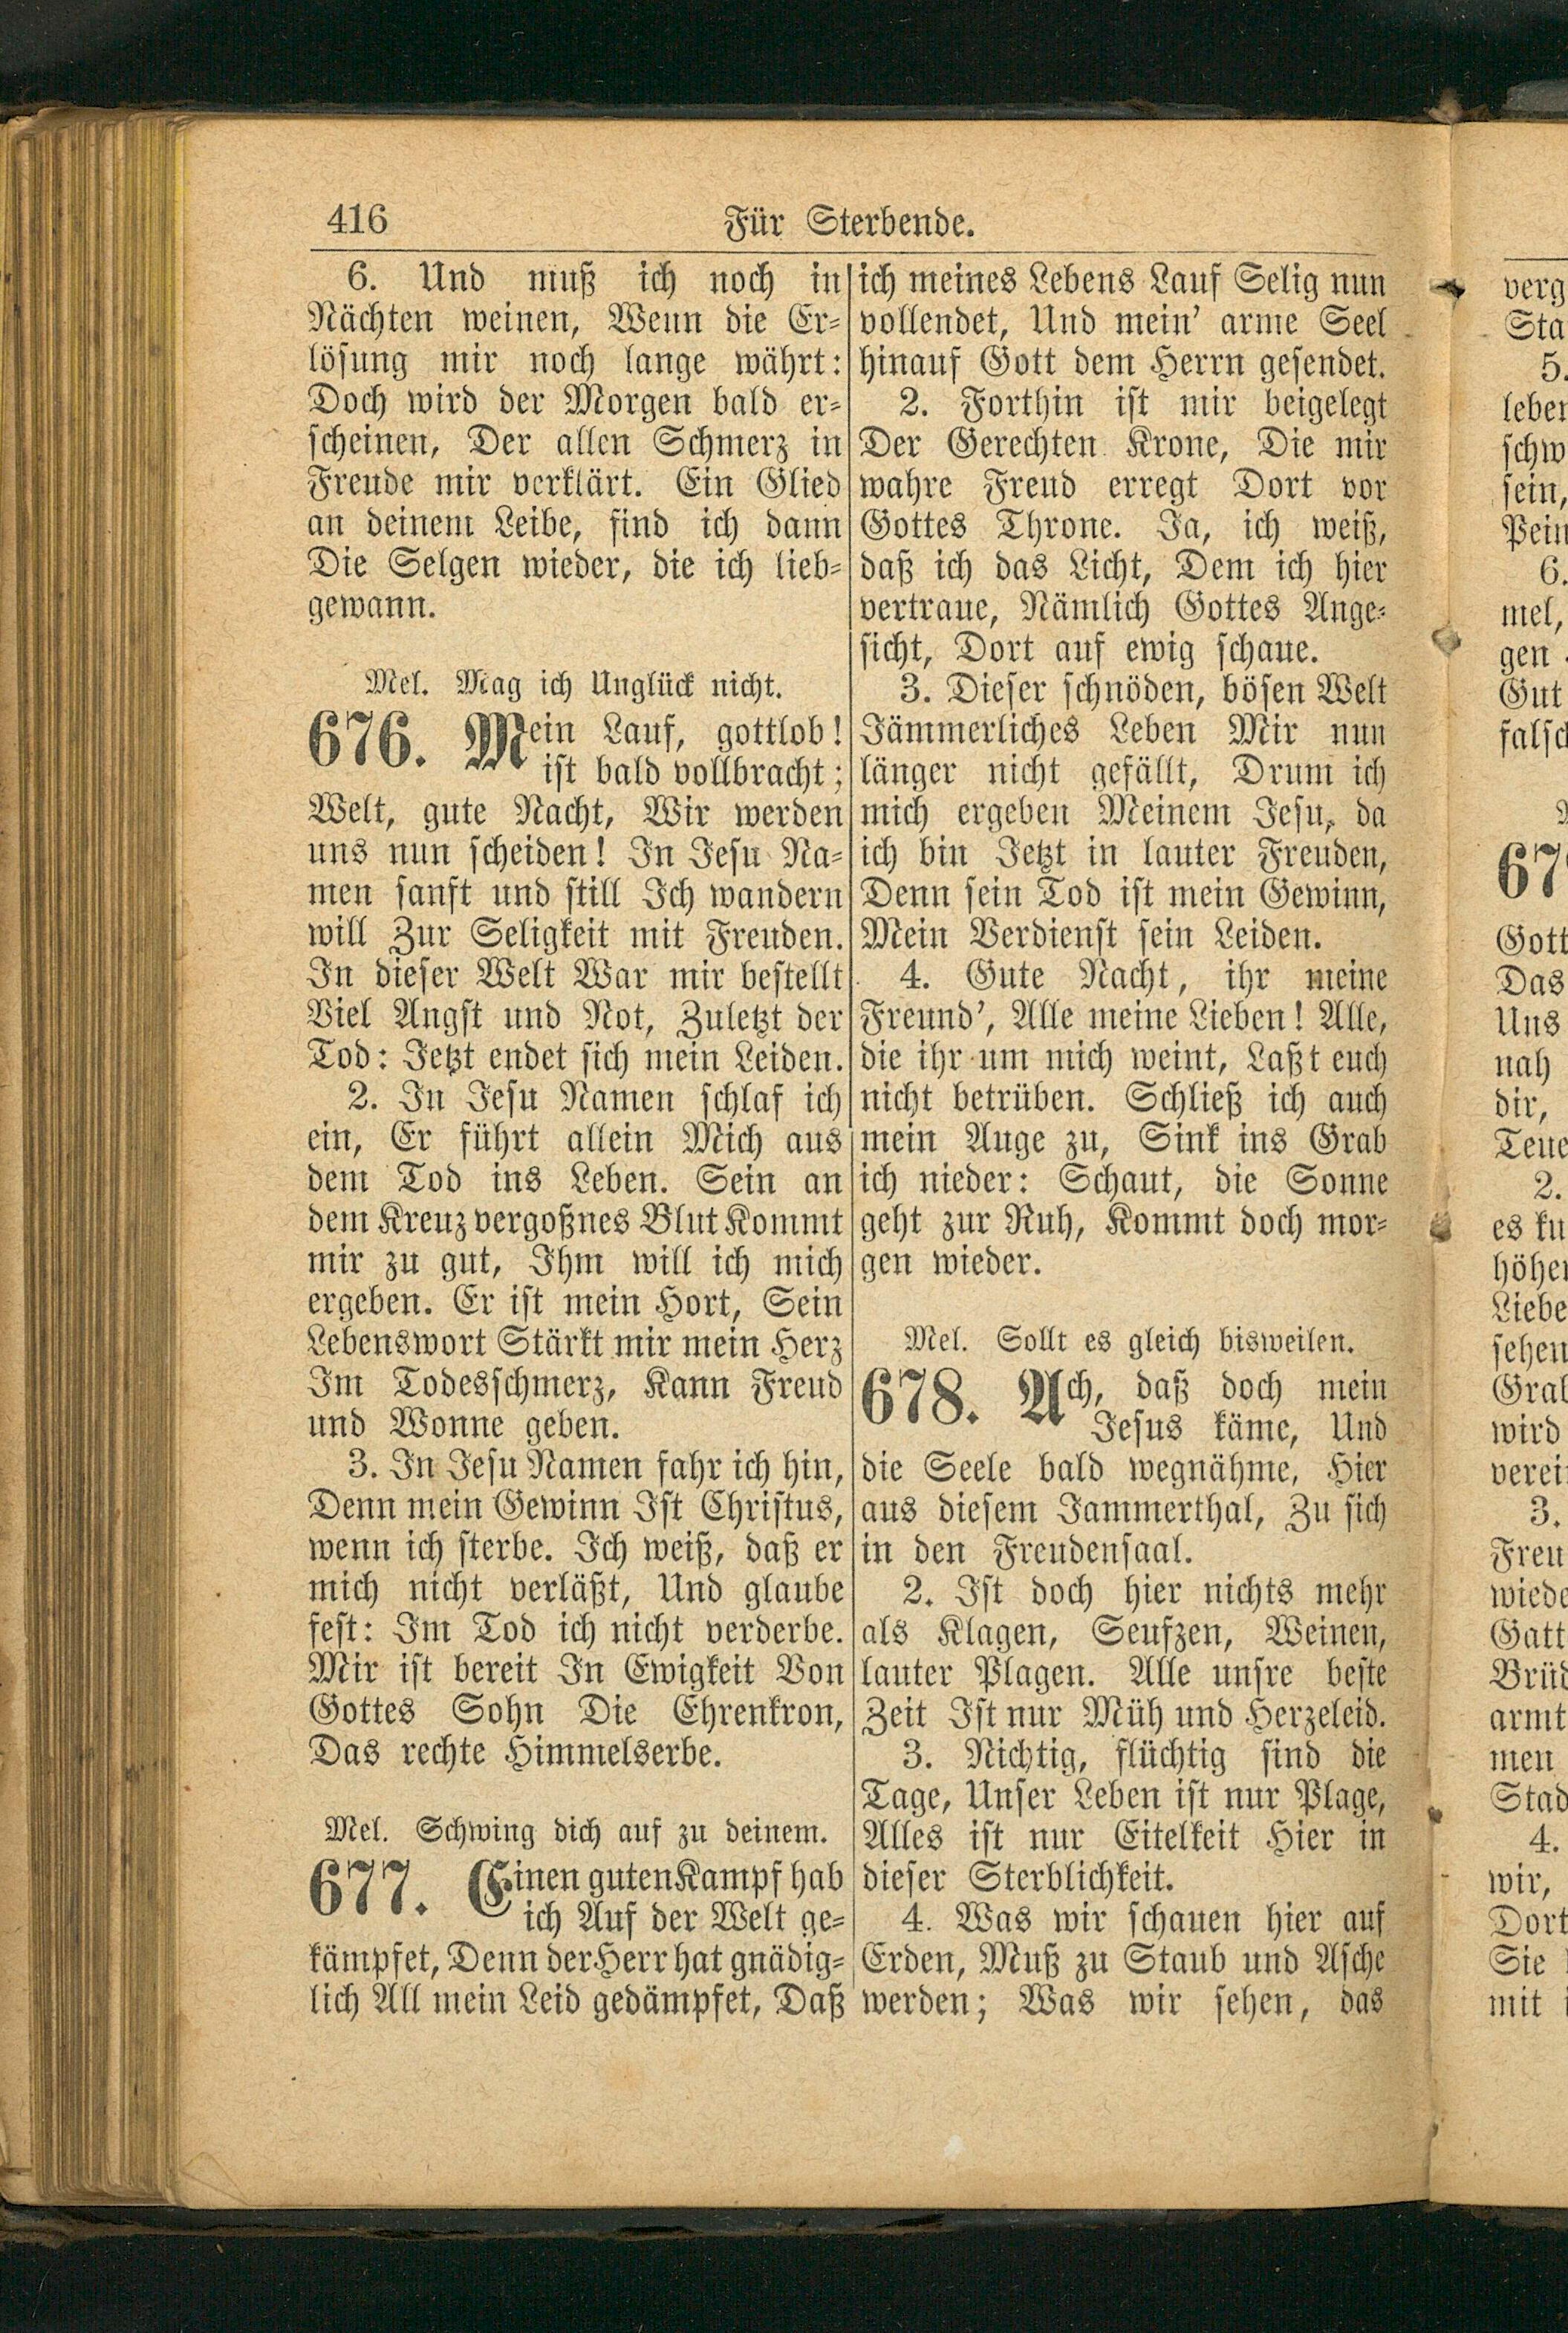 416
Für Sterbende.
6. Und muß ich noch in
Nächten weinen, Wenn die Er-
lösung mir noch lange währt:
Doch wird der Morgen bald er-
scheinen, Der allen Schmerz in
Freude mir verklärt. Ein Glied
an deinem Leibe, find ich dann
Die Selgen wieder, die ich lieb-
gewann.
Mel. Mag ich Unglück nicht.
676. Mein Lauf, gottlob!
ist bald vollbracht;
Welt, gute Nacht, Wir werden
uns nun scheiden! In Jesu Na-
men sanft und still Ich wandern
will Zur Seligkeit mit Freuden.
In dieser Welt War mir bestellt
Viel Angst und Not, Zuletzt der
Tod: Jetzt endet sich mein Leiden.
2. In Jesu Namen schlaf ich
ein, Er führt allein Mich aus
dem Tod ins Leben. Sein an
dem Kreuz vergoßnes Blut Kommt
mir zu gut, Ihm will ich mich
ergeben. Er ist mein Hort, Sein
Lebenswort Stärkt mir mein Herz
Im Todesschmerz, Kann Freud
und Wonne geben.
3. In Jesu Namen fahr ich hin,
Denn mein Gewinn Ist Christus,
wenn ich sterbe. Ich weiß, daß er
mich nicht verläßt, Und glaube
fest: Im Tod ich nicht verderbe.
Mir ist bereit In Ewigkeit Von
Gottes Sohn Die Ehrenkron,
Das rechte Himmelserbe.
Mel. Schwing dich auf zu deinem.
677. Einen guten Kampf hab
ich Auf der Welt ge-
kämpfet, Denn der Herr hat gnädig-
lich All mein Leid gedämpfet, Daß
ich meines Lebens Lauf Selig nun
vollendet, Und mein' arme Seel
hinauf Gott dem Herrn gesendet.
2. Forthin ist mir beigelegt
Der Gerechten Krone, Die mir
wahre Freud erregt Dort vor
Gottes Throne. Ja, ich weiß,
daß ich das Licht, Dem ich hier
vertraue, Nämlich Gottes Ange-
sicht, Dort auf ewig schaue.
3. Dieser schnöden, bösen Welt
Jämmerliches Leben Mir nun
länger nicht gefällt, Drum ich
mich ergeben Meinem Jesu, da
ich bin Jetzt in lauter Freuden,
Denn sein Tod ist mein Gewinn,
Mein Verdienst sein Leiden.
4. Gute Nacht, ihr meine
Freund', Alle meine Lieben! Alle,
die ihr um mich weint, Laßt euch
nicht betrüben. Schließ ich auch
mein Auge zu, Sink ins Grab
ich nieder: Schaut, die Sonne
geht zur Ruh, Kommt doch mor-
gen wieder.
Mel. Sollt es gleich bisweilen.
678. Ach, daß doch mein
Jesus käme, Und
die Seele bald wegnähme, Hier
aus diesem Jammerthal, Zu sich
in den Freudensaal.
2. Ist doch hier nichts mehr
als Klagen, Seufzen, Weinen,
lauter Plagen. Alle unsre beste
Zeit Ist nur Müh und Herzeleid.
3. Nichtig, flüchtig sind die
Tage, Unser Leben ist nur Plage,
Alles ist nur Eitelkeit Hier in
dieser Sterblichkeit.
4. Was wir schauen hier auf
Erden, Muß zu Staub und Asche
werden; Was wir sehen, das